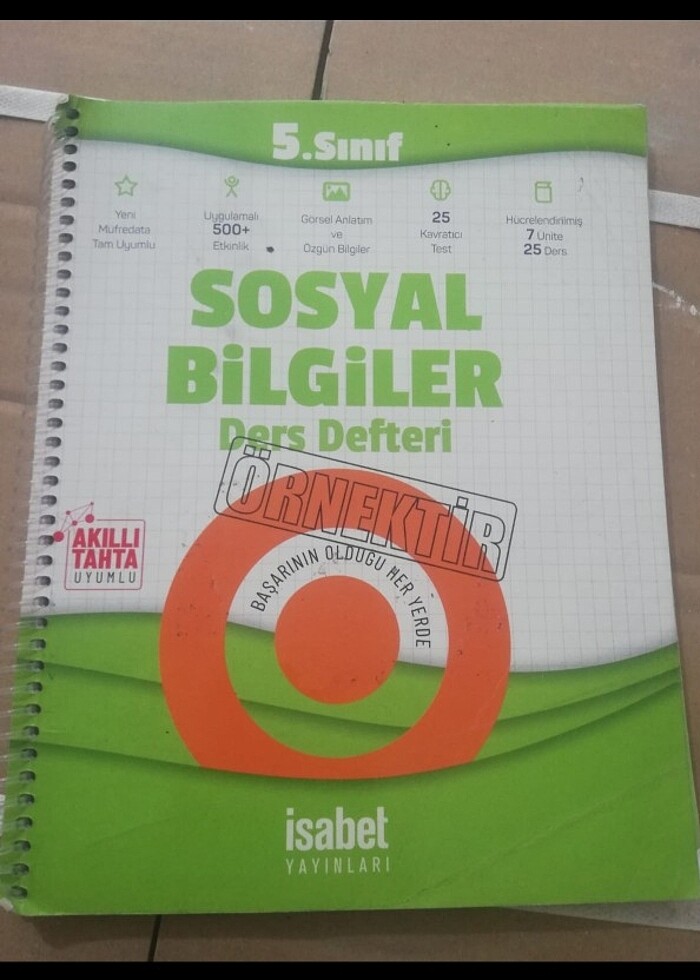 5.Sınıf
Yeni
Müfredata
Tam Uyumlu
Uygulamalı
500+
Etkinlik
Görsel Anlatım
ve
Özgün Bilgiler
25
Kavratıcı
Test
Hücrelendirilmiş
7 Ünite
25 Ders
SOSYAL
BİLGİLER
Ders Defteri
ÖRNEKTİR
BAŞARININ OLDUĞU HER YERDE
AKILLI
TAHTA
UYUMLU
isabet
YAYINLARI